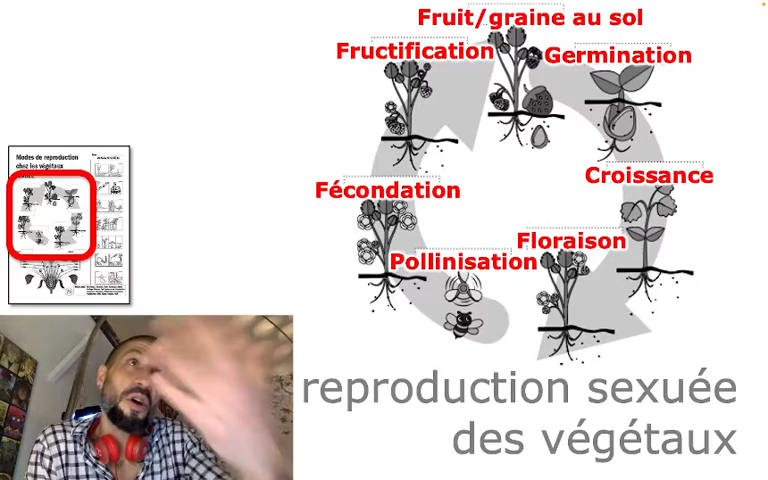 Fruit/graine au sol
Fructification
Germination
Croissance
Fécondation
Floraison
Pollinisation
reproduction sexuée
des végétaux
Modes de reproduction
chez les végétaux